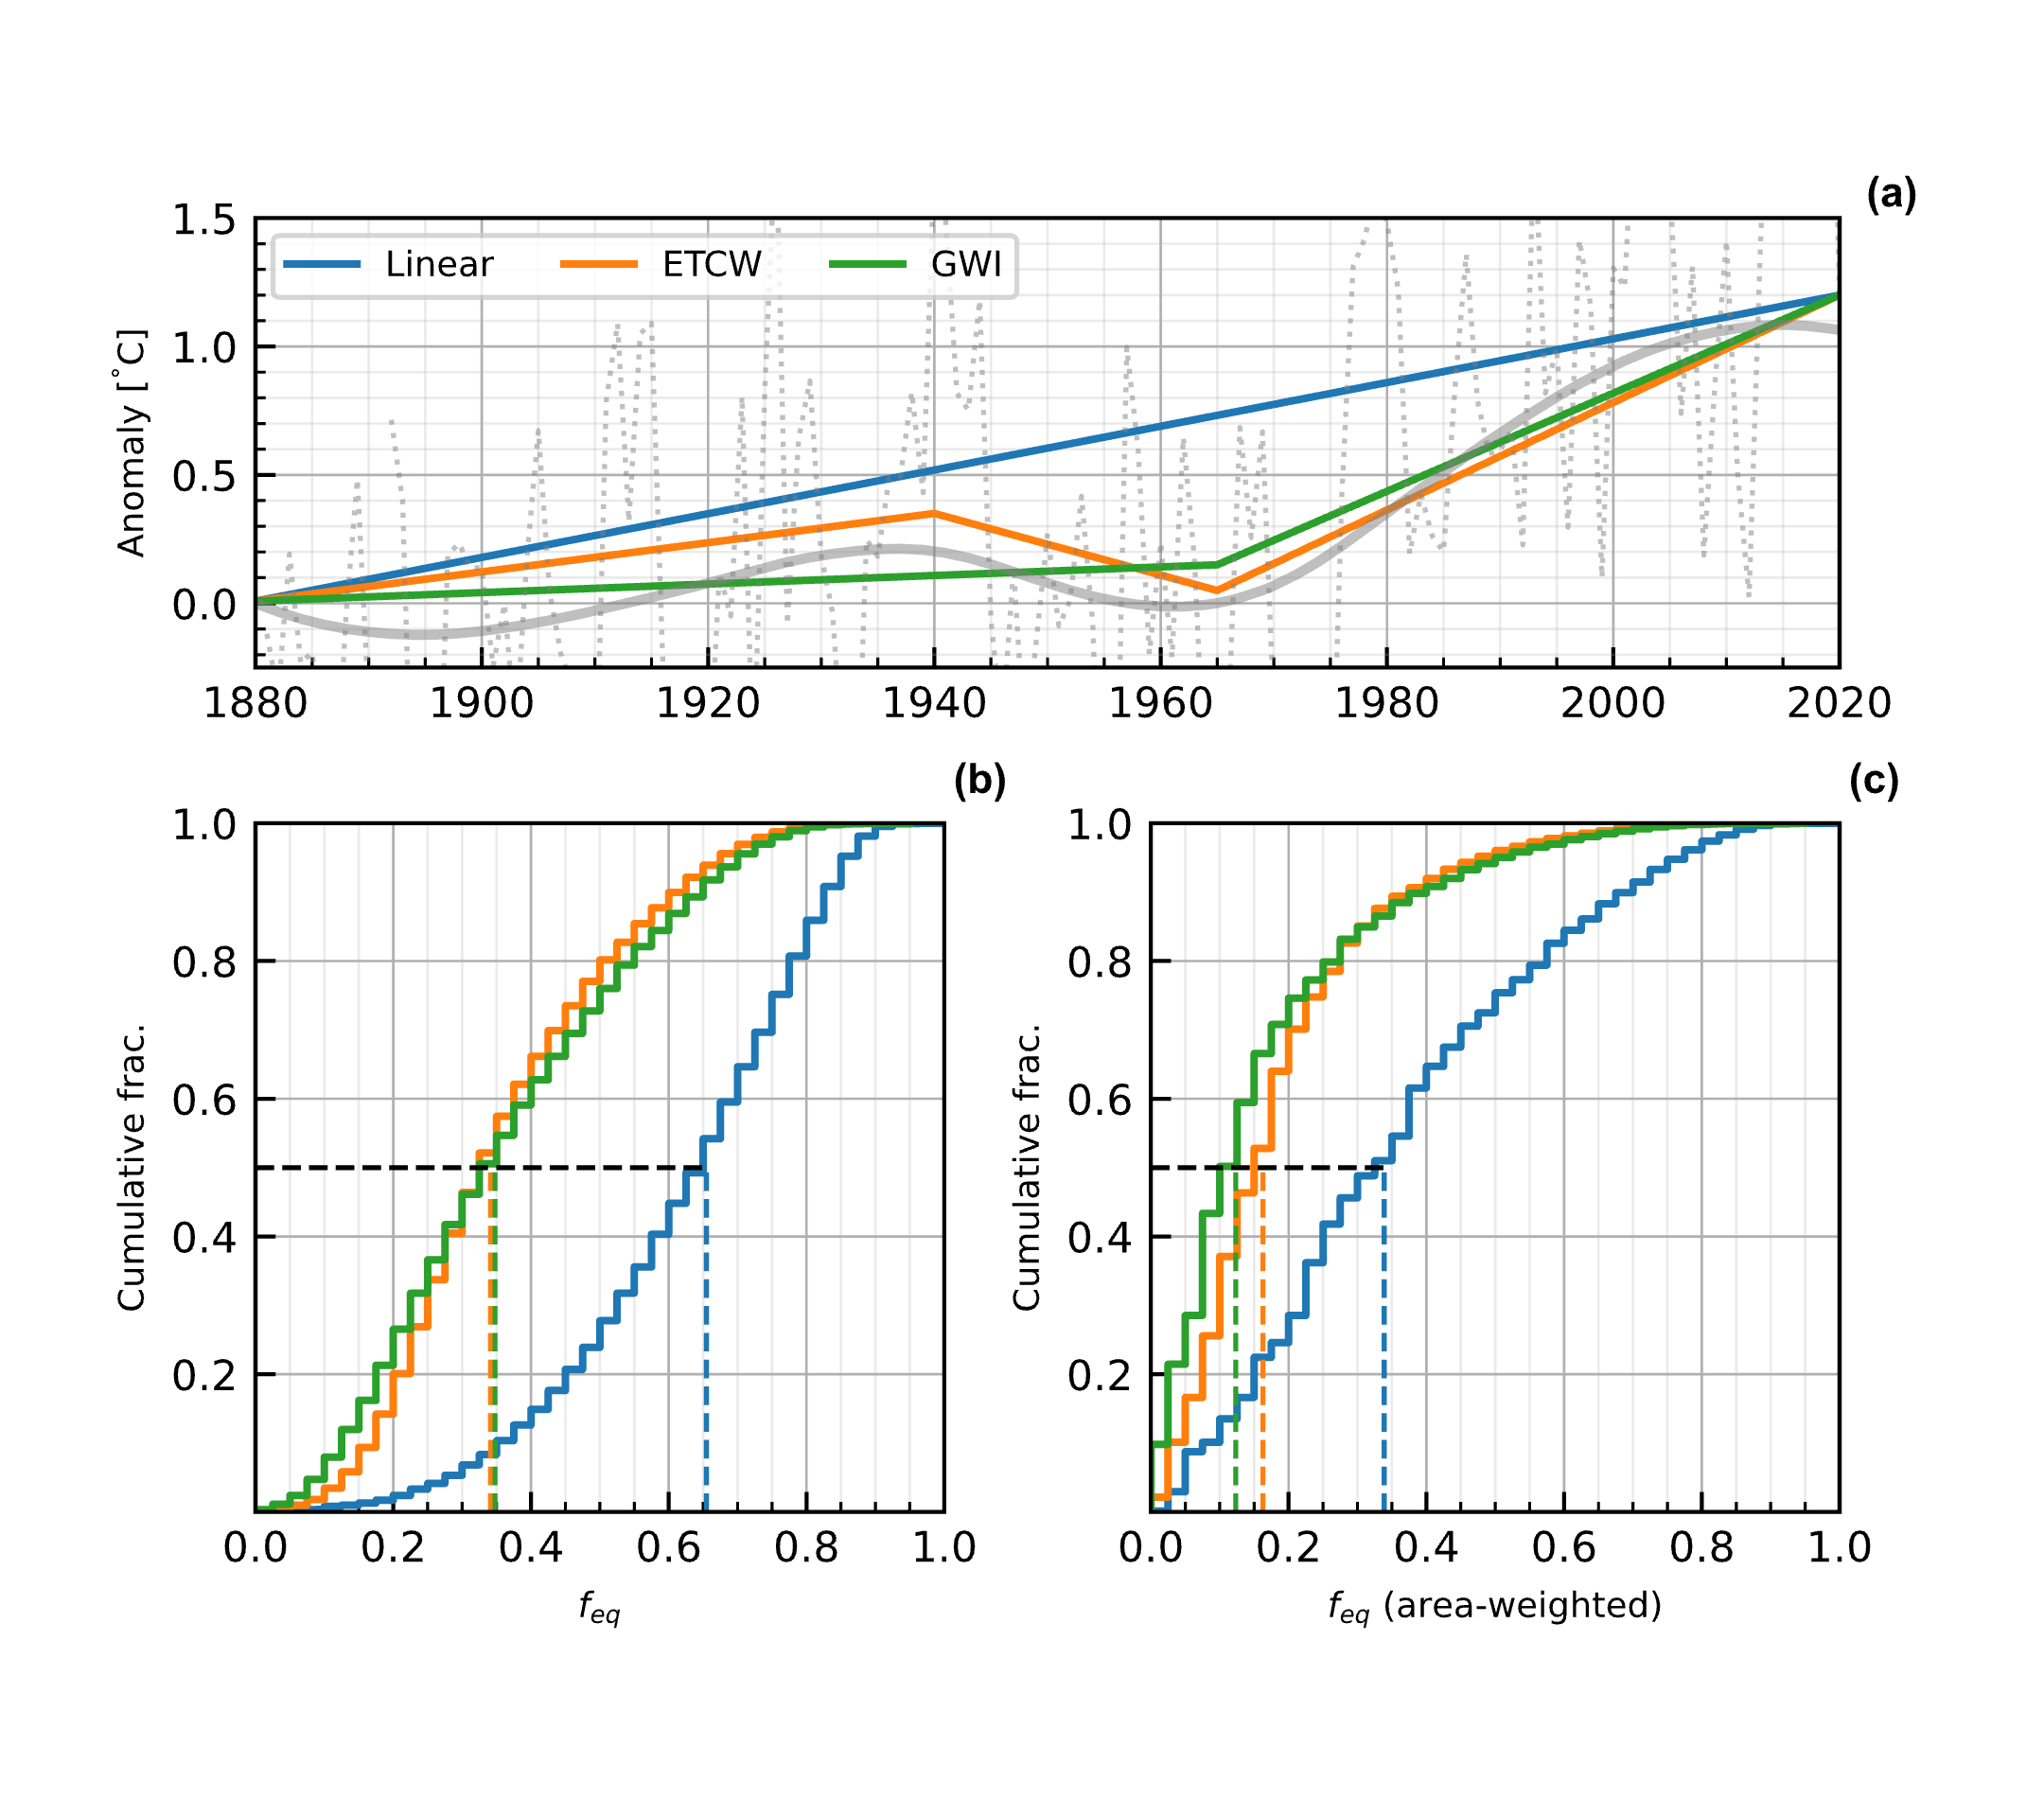 (a)
1.5
1.0
0.5
0.0
Anomaly [˚C]
Linear ETCW GWI
1880 1900 1920 1940 1960 1980 2000 2020
(b)
1.0
0.8
0.6
0.4
0.2
Cumulative frac.
0.0 0.2 0.4 0.6 0.8 1.0
feq
(c)
1.0
0.8
0.6
0.4
0.2
Cumulative frac.
0.0 0.2 0.4 0.6 0.8 1.0
feq (area-weighted)